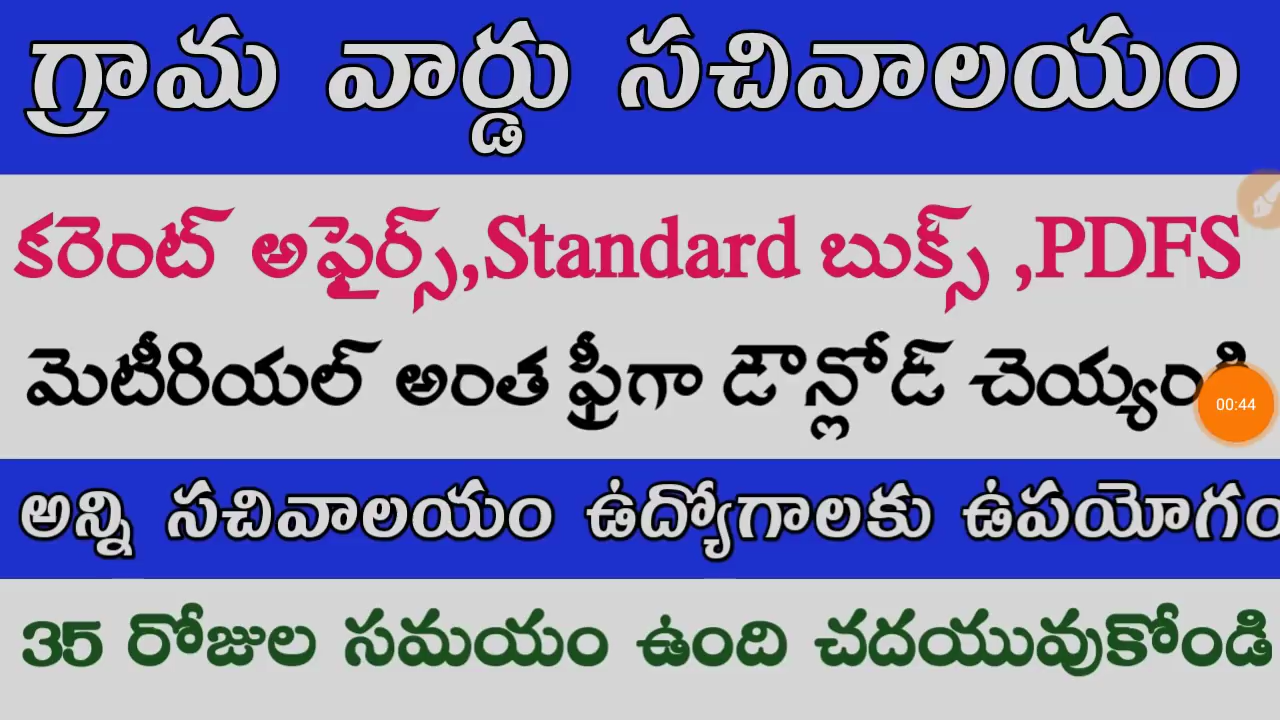 గ్రామ వార్డు సచివాలయం
కరెంట్ అఫైర్స్,Standard బుక్స్ ,PDFS
మెటీరియల్ అంత ఫ్రీగా డౌన్లోడ్ చెయ్యండి
00:44
అన్ని సచివాలయం ఉద్యోగాలకు ఉపయోగం
35 రోజుల సమయం ఉంది చదయువుకోండి